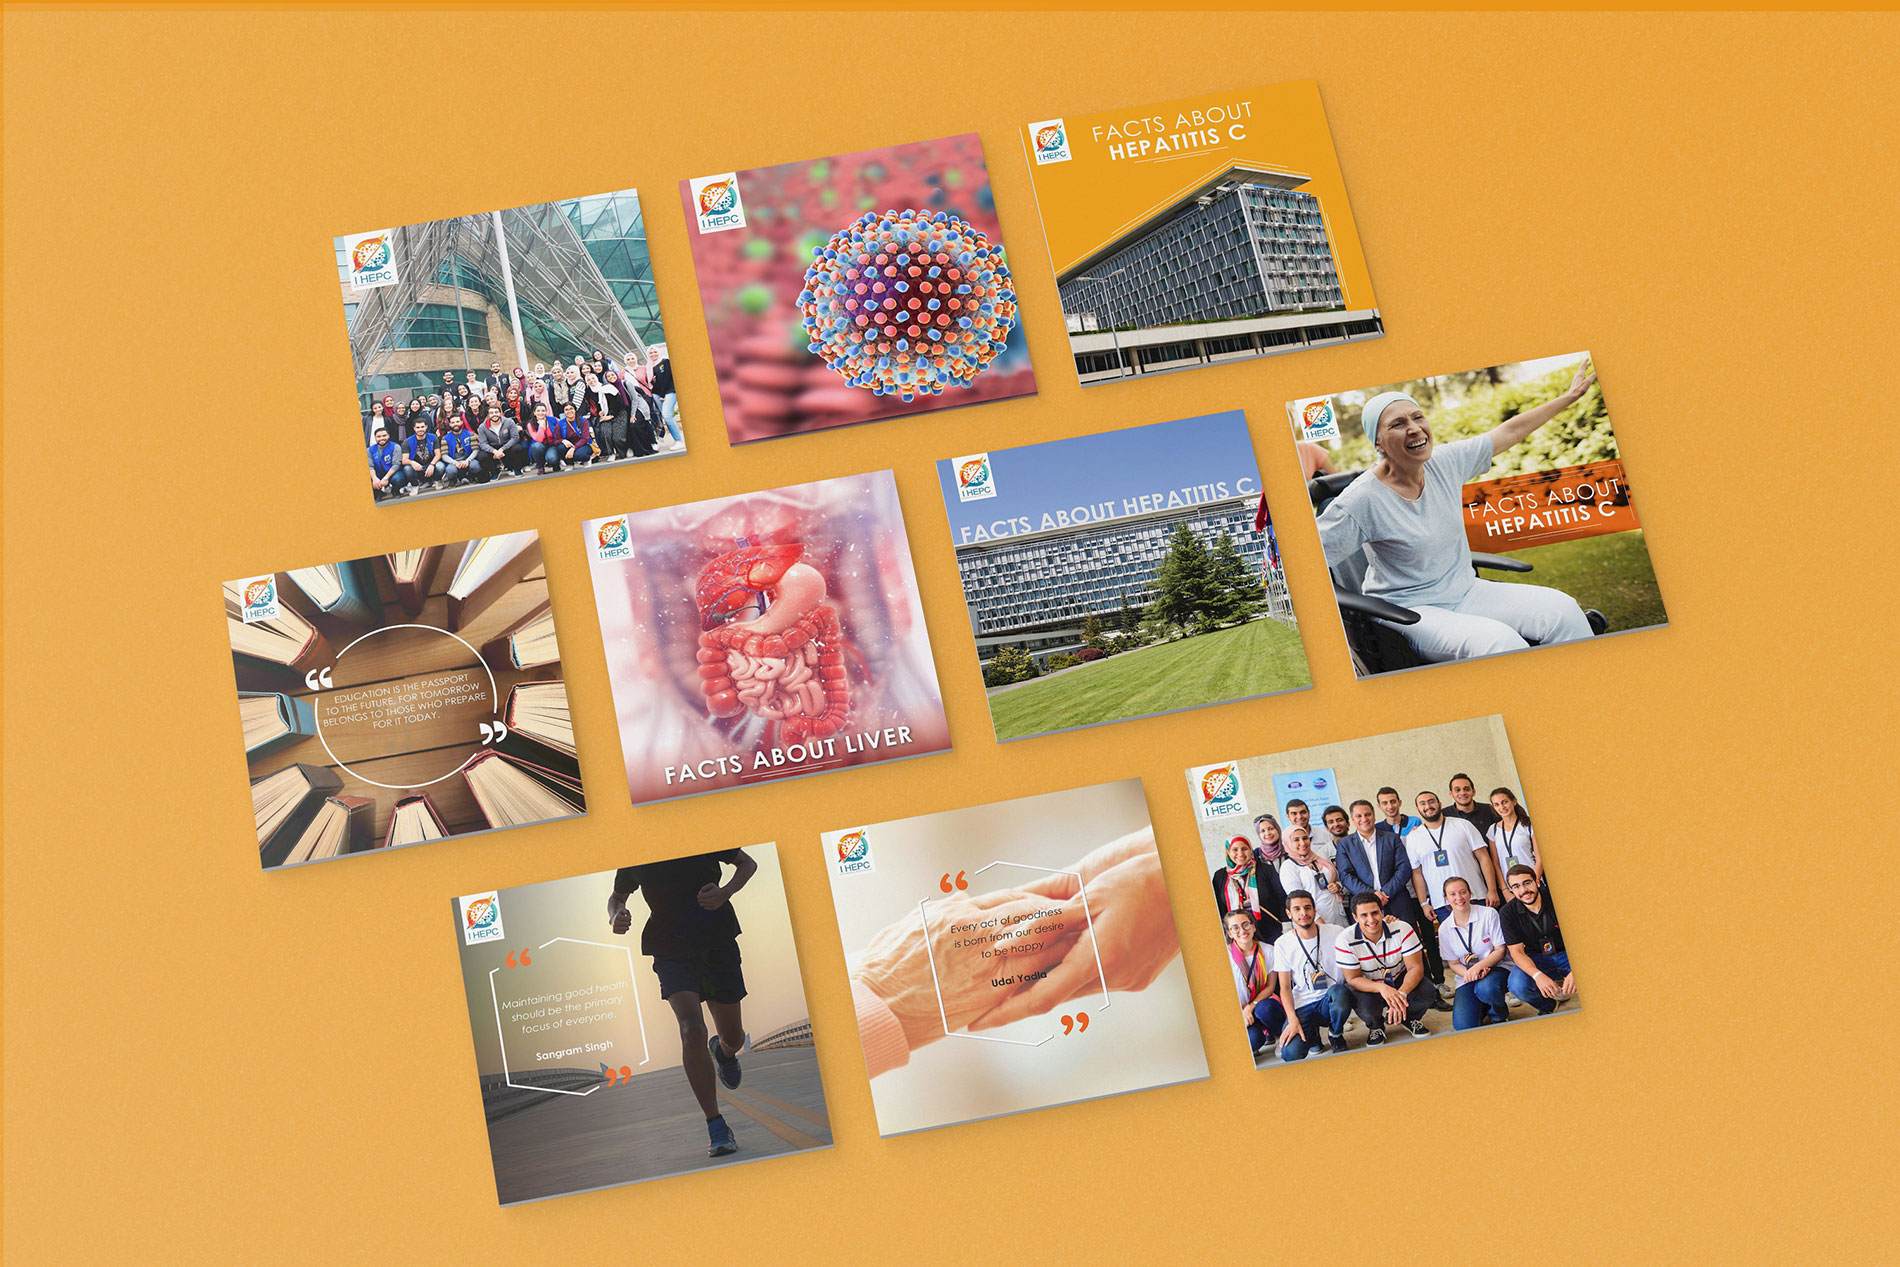 I HEPC
I HEPC
I HEPC
FACTS ABOUT
HEPATITIS C
I HEPC
EDUCATION IS THE PASSPORT
TO THE FUTURE, FOR TOMORROW
BELONGS TO THOSE WHO PREPARE
FOR IT TODAY.
I HEPC
FACTS ABOUT LIVER
I HEPC
FACTS ABOUT HEPATITIS C
I HEPC
FACTS ABOUT
HEPATITIS C
I HEPC
Maintaining good health
should be the primary
focus of everyone.
Sangram Singh
I HEPC
Every act of goodness
is born from our desire
to be happy
Udai Yadla
I HEPC